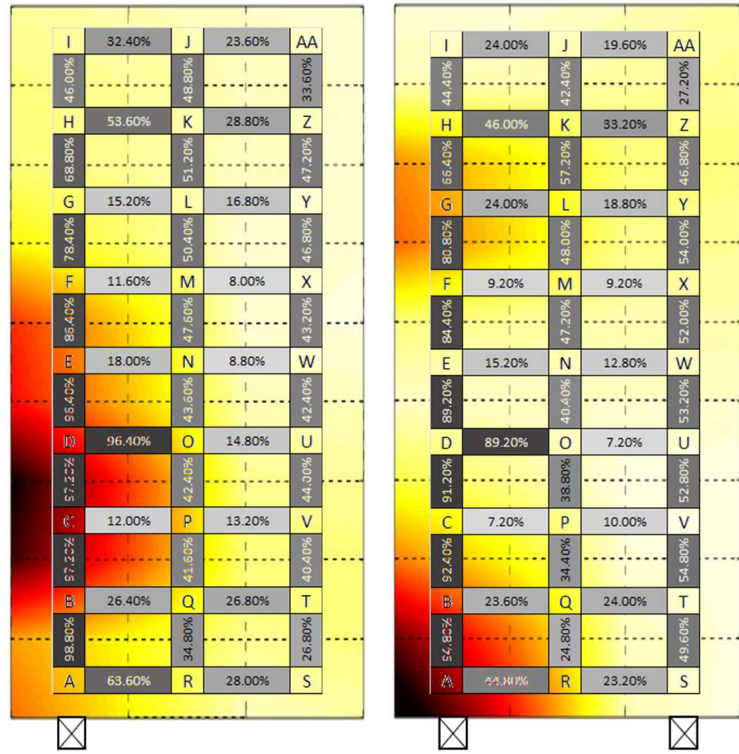 I 32.40% J 23.60% AA
46.00% 48.80% 33.60%
H 53.60% K 28.80% Z
68.80% 51.20% 47.20%
G 15.20% L 16.80% Y
78.40% 50.40% 46.80%
F 11.60% M 8.00% X
86.40% 47.60% 43.20%
E 18.00% N 8.80% W
96.40% 43.60% 42.40%
D 96.40% O 14.80% U
97.20% 42.40% 44.00%
C 12.00% P 13.20% V
97.20% 41.60% 40.40%
B 26.40% Q 26.80% T
98.80% 34.80% 26.80%
A 63.60% R 28.00% S
I 24.00% J 19.60% AA
44.40% 42.40% 27.20%
H 46.00% K 33.20% Z
66.40% 57.20% 46.80%
G 24.00% L 18.80% Y
80.80% 48.00% 54.00%
F 9.20% M 9.20% X
84.40% 47.20% 52.00%
E 15.20% N 12.80% W
89.20% 40.40% 53.20%
D 89.20% O 7.20% U
91.20% 38.80% 52.80%
C 7.20% P 10.00% V
92.40% 34.40% 54.80%
B 23.60% Q 24.00% T
94.80% 24.80% 49.60%
A 44.80% R 23.20% S